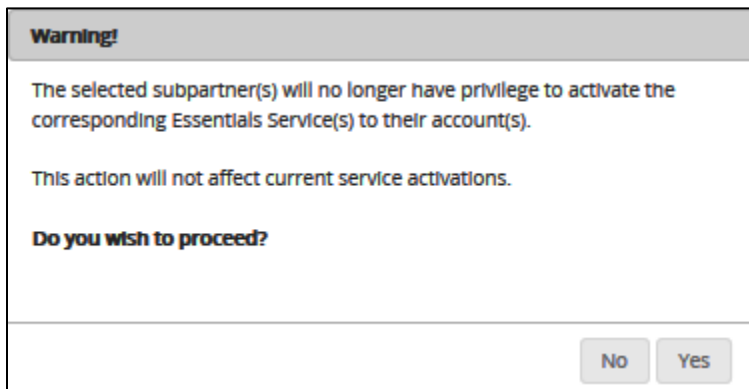 Warning!
The selected subpartner(s) will no longer have privilege to activate the
corresponding Essentials Service(s) to their account(s).
This action will not affect current service activations.
Do you wish to proceed?
No Yes